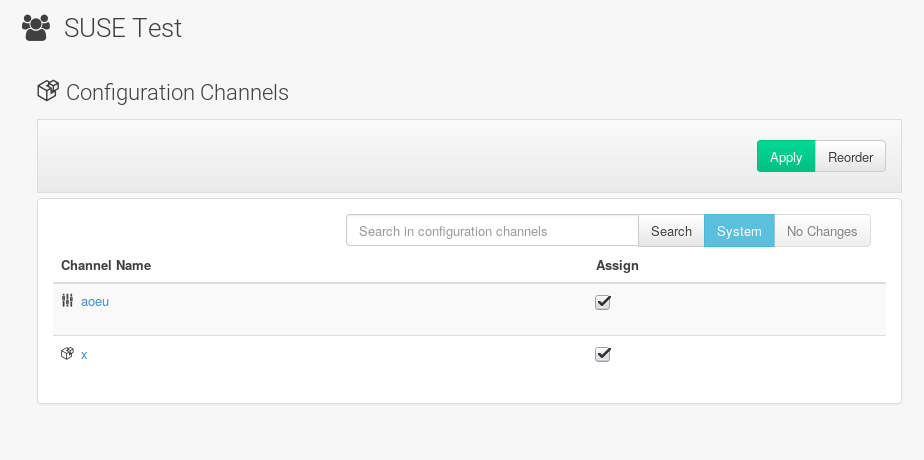 SUSE Test
Configuration Channels
Apply Reorder
Search in configuration channels Search System No Changes
Channel Name Assign
aoeu
x